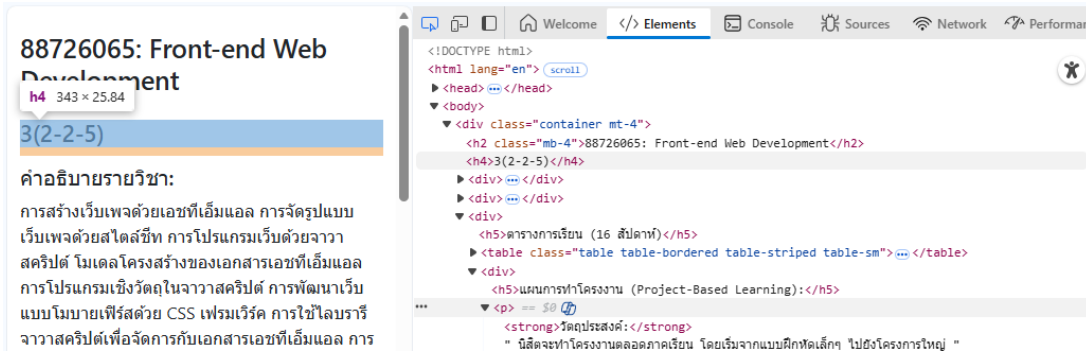 88726065: Front-end Web
Development
h4 343 × 25.84
3(2-2-5)
คำอธิบายรายวิชา:
การสร้างเว็บเพจด้วยเอชทีเอ็มแอล การจัดรูปแบบ
เว็บเพจด้วยสไตล์ชีท การโปรแกรมเว็บด้วยจาวา
สคริปต์ โมเดลโครงสร้างของเอกสารเอชทีเอ็มแอล
การโปรแกรมเชิงวัตถุในจาวาสคริปต์ การพัฒนาเว็บ
แบบโมบายเฟิร์สด้วย CSS เฟรมเวิร์ค การใช้ไลบรารี
จาวาสคริปต์เพื่อจัดการกับเอกสารเอชทีเอ็มแอล การ
Welcome </> Elements Console Sources Network Performan
<!DOCTYPE html>
<html lang="en"> scroll
<head> ••• </head>
<body>
<div class="container mt-4">
<h2 class="mb-4">88726065: Front-end Web Development</h2>
<h4>3(2-2-5)</h4>
<div> ••• </div>
<div> ••• </div>
<div>
<h5>ตารางการเรียน (16 สัปดาห์)</h5>
<table class="table table-bordered table-striped table-sm"> ••• </table>
<div>
<h5>แผนการทำโครงงาน (Project-Based Learning):</h5>
••• <p> == $0
<strong>วัตถุประสงค์:</strong>
" นิสิตจะทำโครงงานตลอดภาคเรียน โดยเริ่มจากแบบฝึกหัดเล็กๆ ไปยังโครงการใหญ่ "